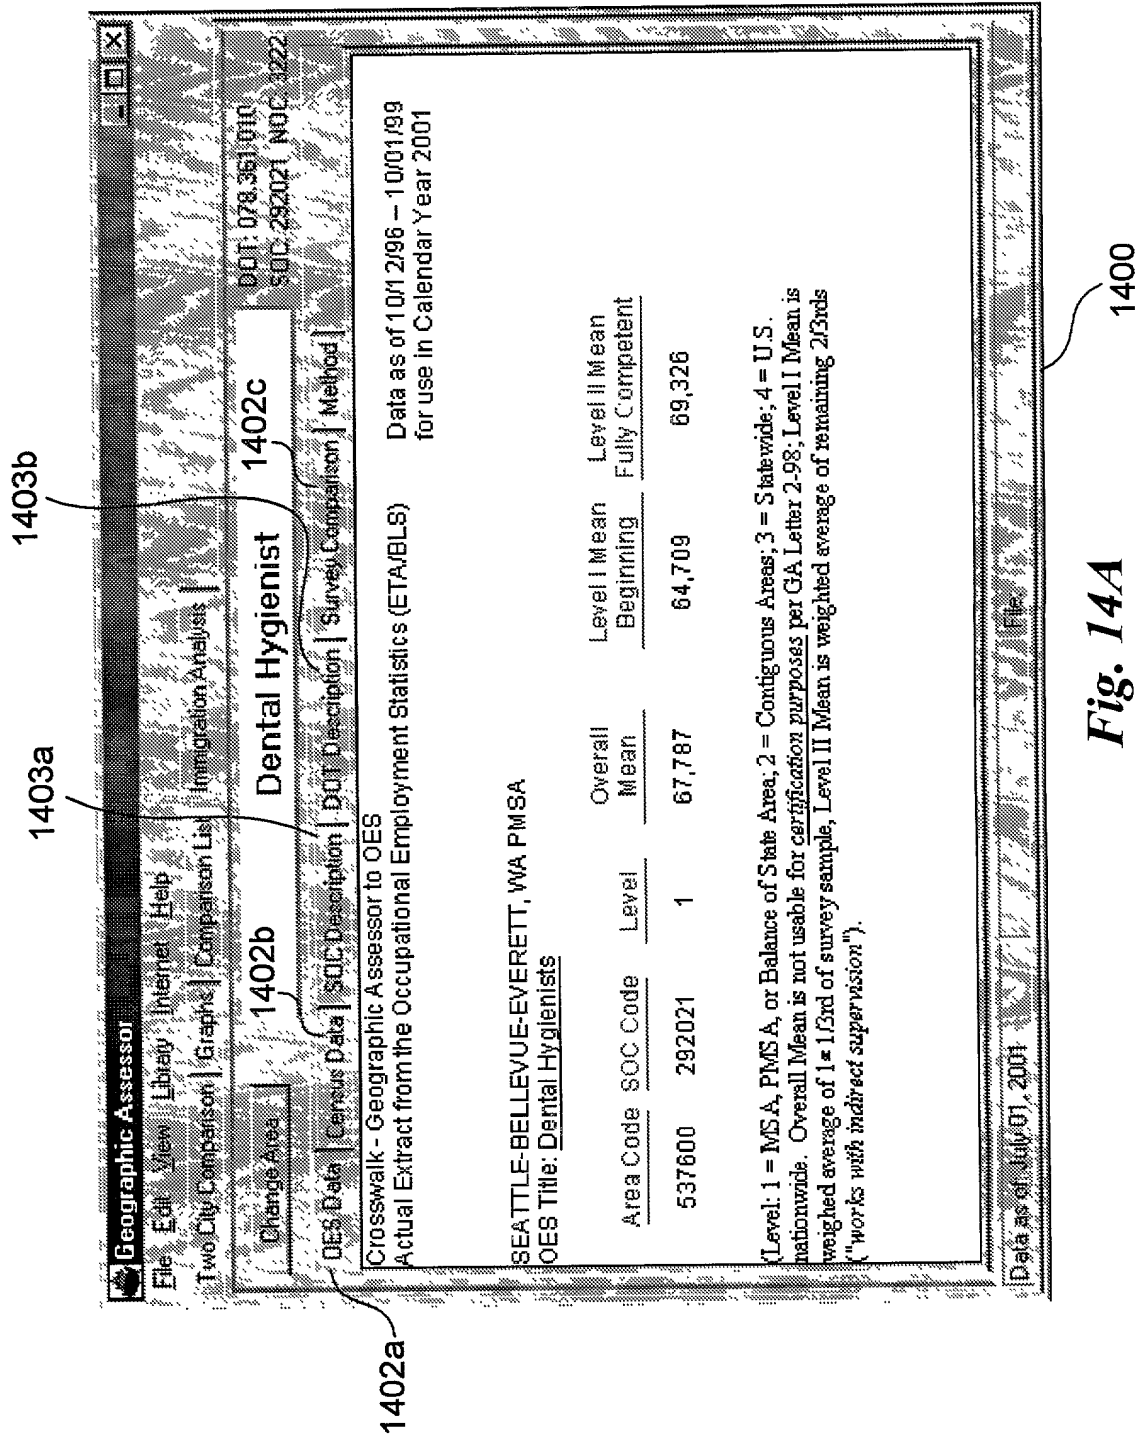 1403b
1403a
1402a
1402b
1402c
Geographic Assessor
File Edit View Library Internet Help
Two City Comparison | Graphs | Comparison List | Immigration Analysis |
Change Area
Dental Hygienist
DOT: 078.361-010
SOC: 292021 NOC: 3222
OES Data | Census Data | SOC Description | DOT Description | Survey Comparison | Method |
Crosswalk - Geographic Assessor to OES
Actual Extract from the Occupational Employment Statistics (ETA/BLS)
Data as of 10/12/96 – 10/01/99
for use in Calendar Year 2001
SEATTLE-BELLEVUE-EVERETT, WA PMSA
OES Title: Dental Hygienists
Area Code SOC Code Level Overall Mean Level I Mean Beginning Level II Mean Fully Competent
537600 292021 1 67,787 64,709 69,326
(Level: 1 = MSA, PMSA, or Balance of State Area; 2 = Contiguous Areas; 3 = Statewide; 4 = U.S.
nationwide. Overall Mean is not usable for certification purposes per GA Letter 2-98; Level I Mean is
weighed average of 1 = 1/3rd of survey sample, Level II Mean is weighted average of remaining 2/3rds
("works with indirect supervision").
Data as of July 01, 2001
File:
1400
Fig. 14A